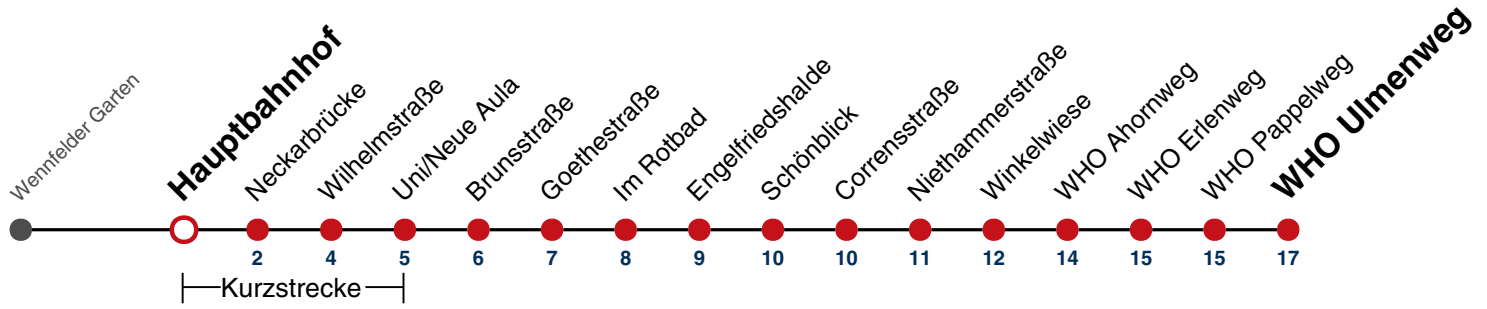 Wennfelder Garten
Hauptbahnhof
Neckarbrücke
Wilhelmstraße
Uni/Neue Aula
Brunsstraße
Goethestraße
Im Rotbad
Engelfriedshalde
Schönblick
Corrensstraße
Niethammerstraße
Winkelwiese
WHO Ahornweg
WHO Erlenweg
WHO Pappelweg
WHO Ulmenweg
2 4 5 6 7 8 9 10 10 11 12 14 15 15 17
Kurzstrecke